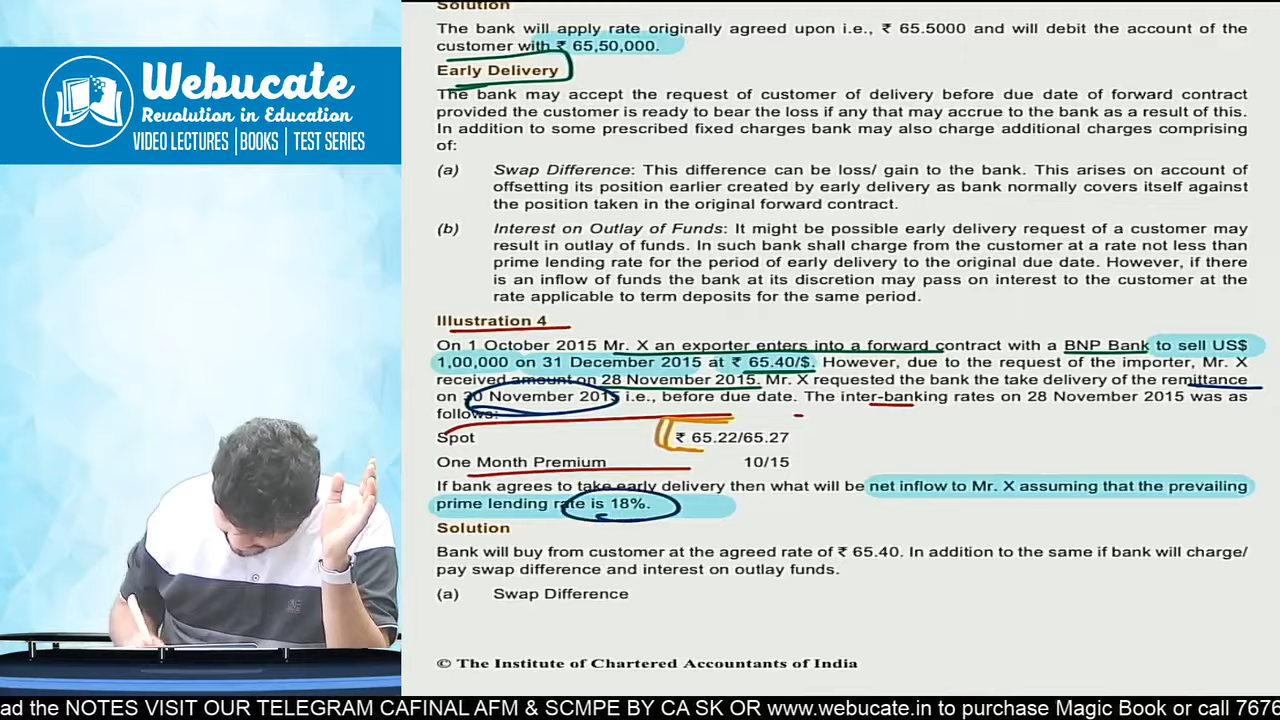 Solution
The bank will apply rate originally agreed upon i.e., ₹ 65.5000 and will debit the account of the
customer with ₹ 65,50,000.
Early Delivery
The bank may accept the request of customer of delivery before due date of forward contract
provided the customer is ready to bear the loss if any that may accrue to the bank as a result of this.
In addition to some prescribed fixed charges bank may also charge additional charges comprising
of:
(a) Swap Difference: This difference can be loss/ gain to the bank. This arises on account of
offsetting its position earlier created by early delivery as bank normally covers itself against
the position taken in the original forward contract.
(b) Interest on Outlay of Funds: It might be possible early delivery request of a customer may
result in outlay of funds. In such bank shall charge from the customer at a rate not less than
prime lending rate for the period of early delivery to the original due date. However, if there
is an inflow of funds the bank at its discretion may pass on interest to the customer at the
rate applicable to term deposits for the same period.
Illustration 4
On 1 October 2015 Mr. X an exporter enters into a forward contract with a BNP Bank to sell US$
1,00,000 on 31 December 2015 at ₹ 65.40/$. However, due to the request of the importer, Mr. X
received amount on 28 November 2015. Mr. X requested the bank the take delivery of the remittance
on 30 November 2015 i.e., before due date. The inter-banking rates on 28 November 2015 was as
follows:
Spot ₹ 65.22/65.27
One Month Premium 10/15
If bank agrees to take early delivery then what will be net inflow to Mr. X assuming that the prevailing
prime lending rate is 18%.
Solution
Bank will buy from customer at the agreed rate of ₹ 65.40. In addition to the same if bank will charge/
pay swap difference and interest on outlay funds.
(a) Swap Difference
© The Institute of Chartered Accountants of India
Webucate
Revolution in Education
VIDEO LECTURES | BOOKS | TEST SERIES
ad the NOTES VISIT OUR TELEGRAM CAFINAL AFM & SCMPE BY CA SK OR www.webucate.in to purchase Magic Book or call 7676